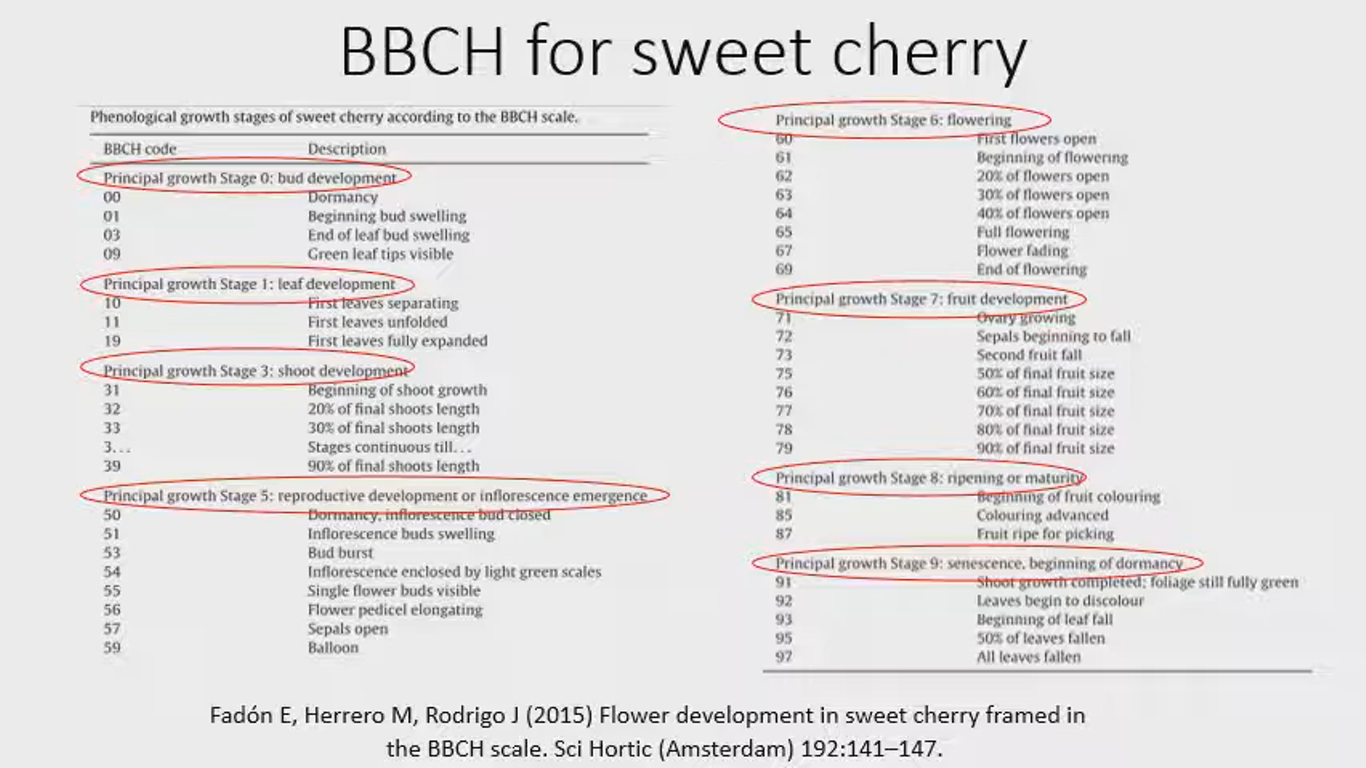 BBCH for sweet cherry
Phenological growth stages of sweet cherry according to the BBCH scale.
BBCH code Description
Principal growth Stage 0: bud development
00 Dormancy
01 Beginning bud swelling
03 End of leaf bud swelling
09 Green leaf tips visible
Principal growth Stage 1: leaf development
10 First leaves separating
11 First leaves unfolded
19 First leaves fully expanded
Principal growth Stage 3: shoot development
31 Beginning of shoot growth
32 20% of final shoots length
33 30% of final shoots length
3... Stages continuous till...
39 90% of final shoots length
Principal growth Stage 5: reproductive development or inflorescence emergence
50 Dormancy, inflorescence bud closed
51 Inflorescence buds swelling
53 Bud burst
54 Inflorescence enclosed by light green scales
55 Single flower buds visible
56 Flower pedicel elongating
57 Sepals open
59 Balloon
Principal growth Stage 6: flowering
60 First flowers open
61 Beginning of flowering
62 20% of flowers open
63 30% of flowers open
64 40% of flowers open
65 Full flowering
67 Flower fading
69 End of flowering
Principal growth Stage 7: fruit development
71 Ovary growing
72 Sepals beginning to fall
73 Second fruit fall
75 50% of final fruit size
76 60% of final fruit size
77 70% of final fruit size
78 80% of final fruit size
79 90% of final fruit size
Principal growth Stage 8: ripening or maturity
81 Beginning of fruit colouring
85 Colouring advanced
87 Fruit ripe for picking
Principal growth Stage 9: senescence, beginning of dormancy
91 Shoot growth completed; foliage still fully green
92 Leaves begin to discolour
93 Beginning of leaf fall
95 50% of leaves fallen
97 All leaves fallen
Fadón E, Herrero M, Rodrigo J (2015) Flower development in sweet cherry framed in
the BBCH scale. Sci Hortic (Amsterdam) 192:141–147.